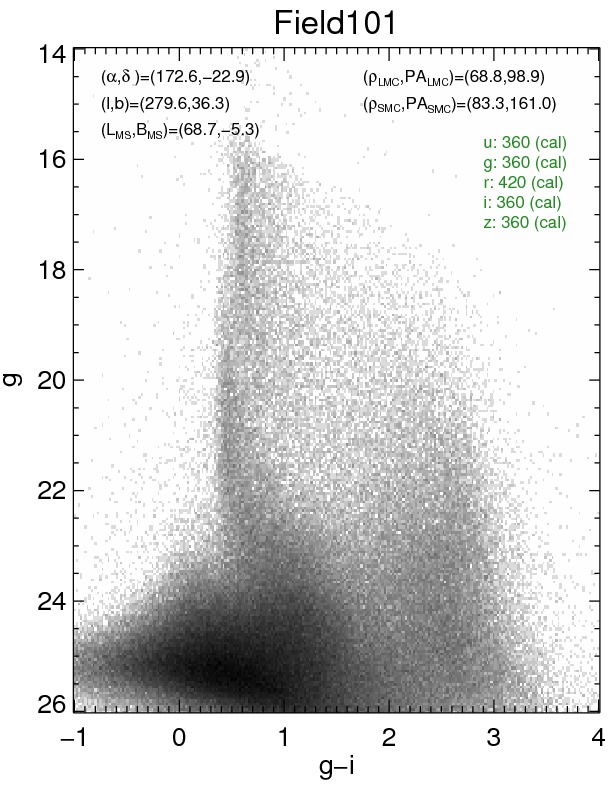 Field101
(α,δ )=(172.6,−22.9)
(l,b)=(279.6,36.3)
(LMS,BMS)=(68.7,−5.3)
(ρLMC,PALMC)=(68.8,98.9)
(ρSMC,PASMC)=(83.3,161.0)
u: 360 (cal)
g: 360 (cal)
r: 420 (cal)
i: 360 (cal)
z: 360 (cal)
14
16
18
20
22
24
26
g
−1 0 1 2 3 4
g−i